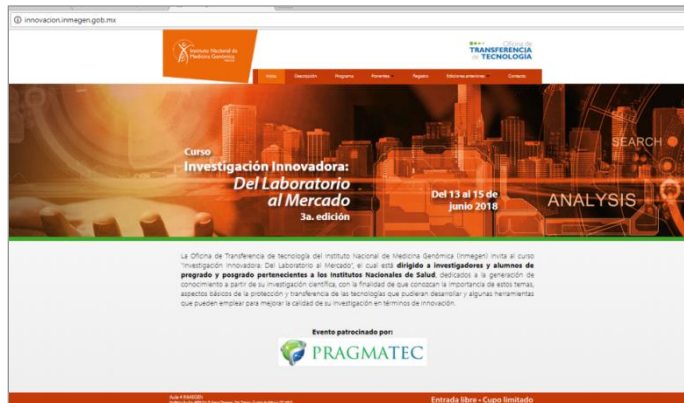 innovacion.inmegen.gob.mx
Instituto Nacional de
Medicina Genómica
Oficina de
TRANSFERENCIA
DE TECNOLOGÍA
Inicio Descripción Programa Ponentes Registro Ediciones anteriores Contacto
SEARCH
Curso
Investigación Innovadora:
Del Laboratorio
al Mercado
3a. edición
Del 13 al 15 de
junio 2018
ANALYSIS
La Oficina de Transferencia de tecnología del Instituto Nacional de Medicina Genómica (Inmegen) invita al curso
"Investigación Innovadora: Del Laboratorio al Mercado", el cual está dirigido a investigadores y alumnos de
pregrado y posgrado pertenecientes a los Institutos Nacionales de Salud, dedicados a la generación de
conocimiento a partir de su investigación científica, con la finalidad de que conozcan la importancia de estos temas,
aspectos básicos de la protección y transferencia de las tecnologías que pudieran desarrollar y algunas herramientas
que pueden emplear para mejorar la calidad de su investigación en términos de innovación.
Evento patrocinado por:
PRAGMATEC
Entrada libre • Cupo limitado